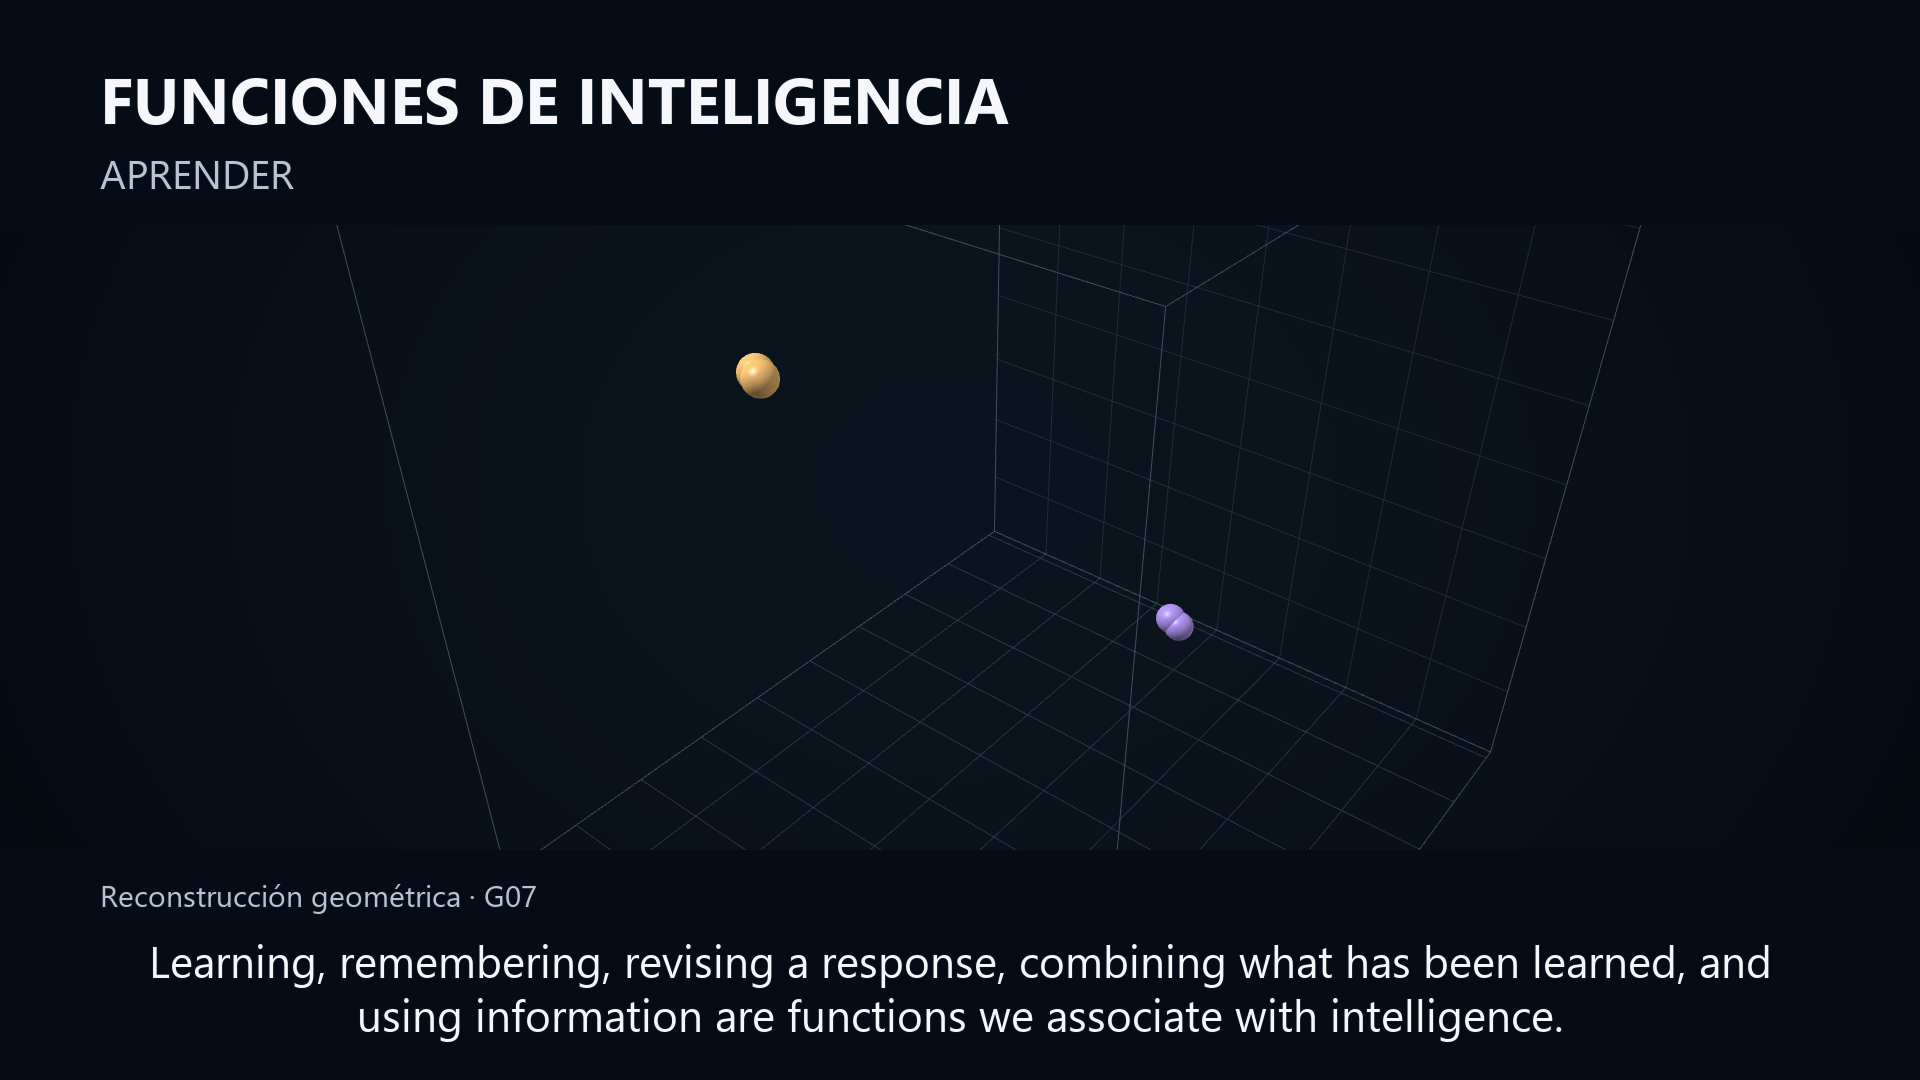 FUNCIONES DE INTELIGENCIA
APRENDER
Reconstrucción geométrica · G07
Learning, remembering, revising a response, combining what has been learned, and
using information are functions we associate with intelligence.